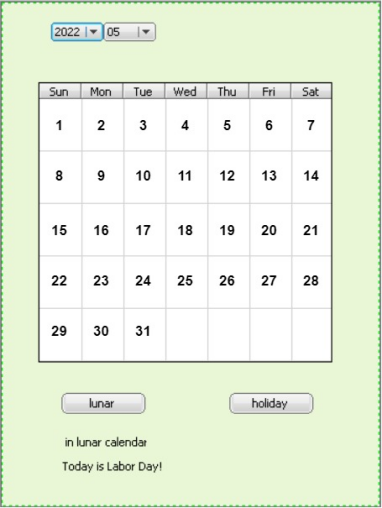 2022 05
Sun Mon Tue Wed Thu Fri Sat
1 2 3 4 5 6 7
8 9 10 11 12 13 14
15 16 17 18 19 20 21
22 23 24 25 26 27 28
29 30 31
lunar holiday
in lunar calendar
Today is Labor Day!